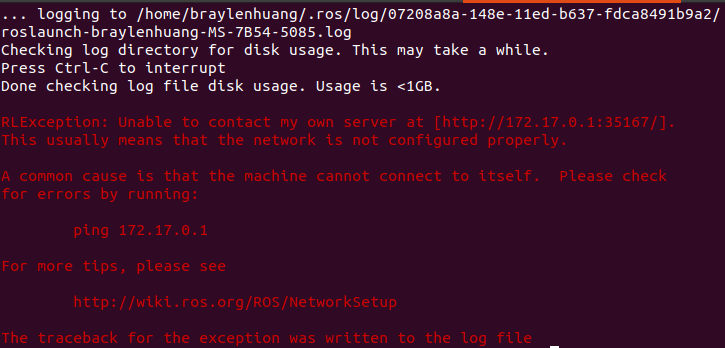 ... logging to /home/braylenhuang/.ros/log/07208a8a-148e-11ed-b637-fdca8491b9a2/
roslaunch-braylenhuang-MS-7B54-5085.log
Checking log directory for disk usage. This may take a while.
Press Ctrl-C to interrupt
Done checking log file disk usage. Usage is <1GB.
RLException: Unable to contact my own server at [http://172.17.0.1:35167/].
This usually means that the network is not configured properly.
A common cause is that the machine cannot connect to itself.  Please check
for errors by running:
ping 172.17.0.1
For more tips, please see
http://wiki.ros.org/ROS/NetworkSetup
The traceback for the exception was written to the log file